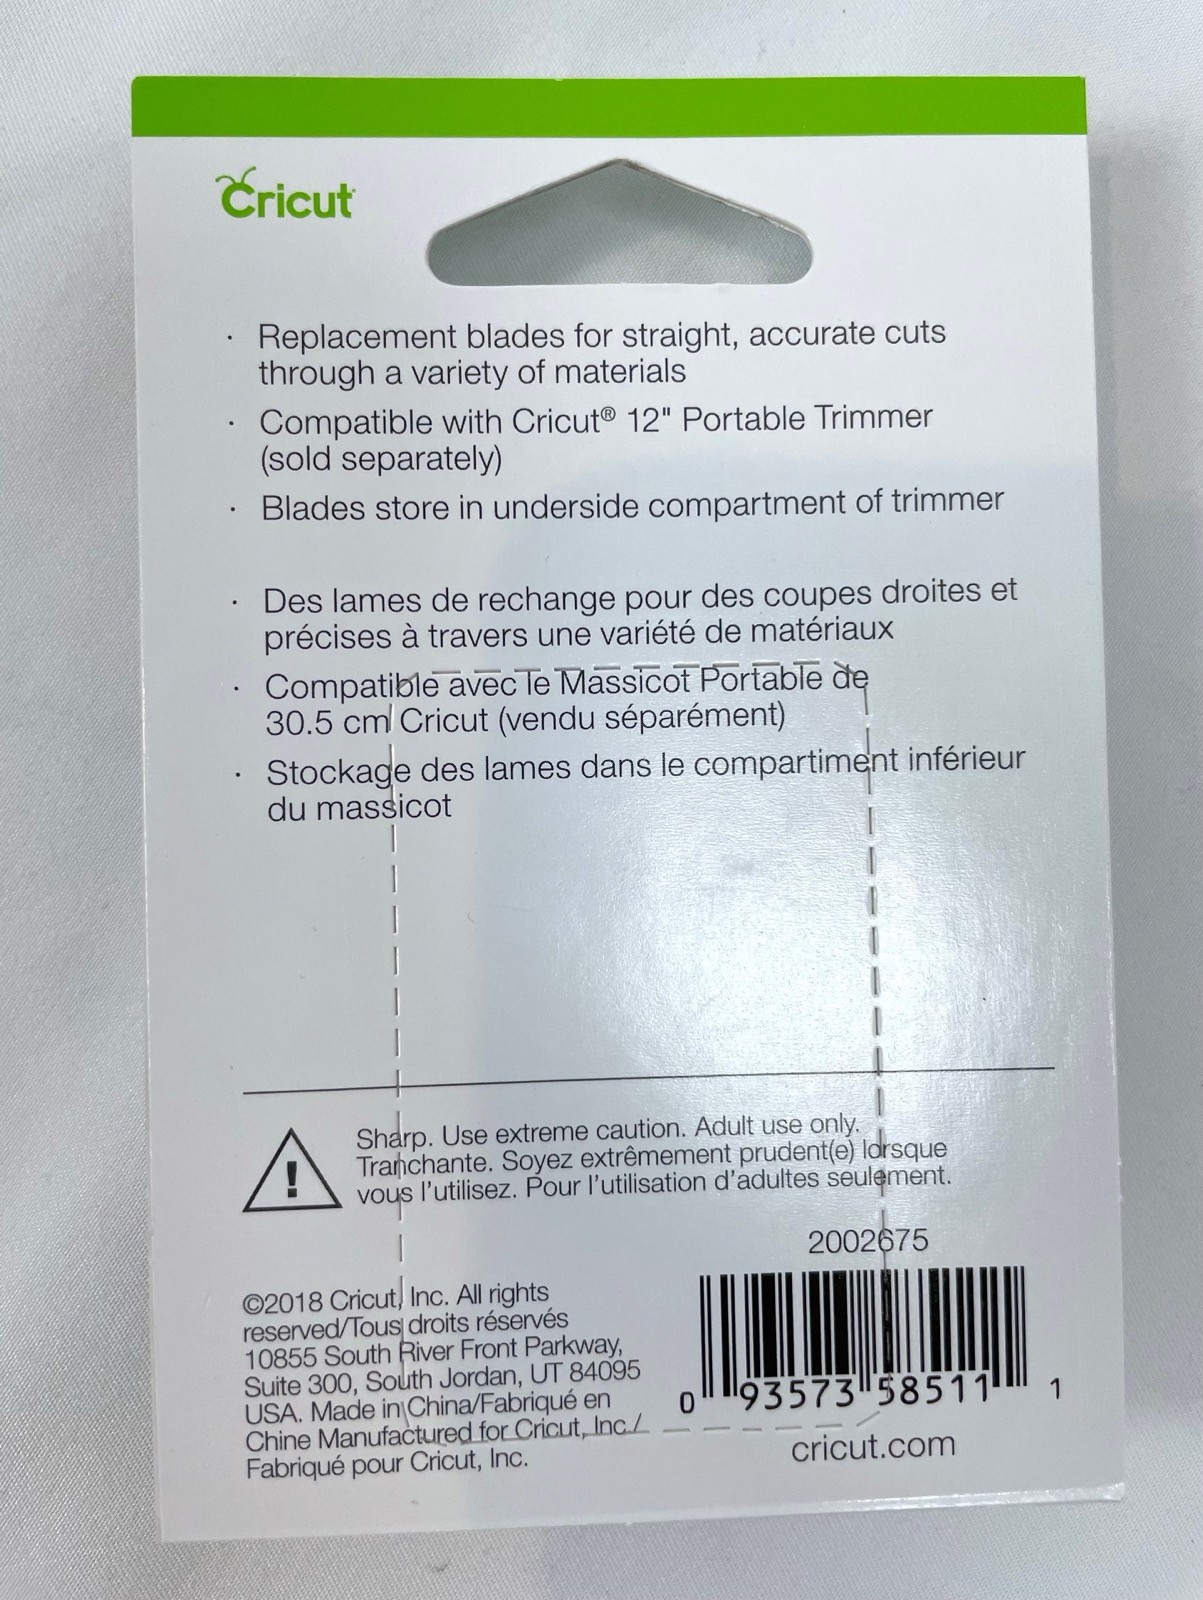 Cricut
· Replacement blades for straight, accurate cuts
through a variety of materials
· Compatible with Cricut® 12" Portable Trimmer
(sold separately)
· Blades store in underside compartment of trimmer
· Des lames de rechange pour des coupes droites et
précises à travers une variété de matériaux
· Compatible avec le Massicot Portable de
30.5 cm Cricut (vendu séparément)
· Stockage des lames dans le compartiment inférieur
du massicot
Sharp. Use extreme caution. Adult use only.
Tranchante. Soyez extrêmement prudent(e) lorsque
vous l'utilisez. Pour l'utilisation d'adultes seulement.
©2018 Cricut, Inc. All rights
reserved/Tous droits réservés
10855 South River Front Parkway,
Suite 300, South Jordan, UT 84095
USA. Made in China/Fabriqué en
Chine Manufactured for Cricut, Inc./
Fabriqué pour Cricut, Inc.
2002675
0 93573 58511 1
cricut.com